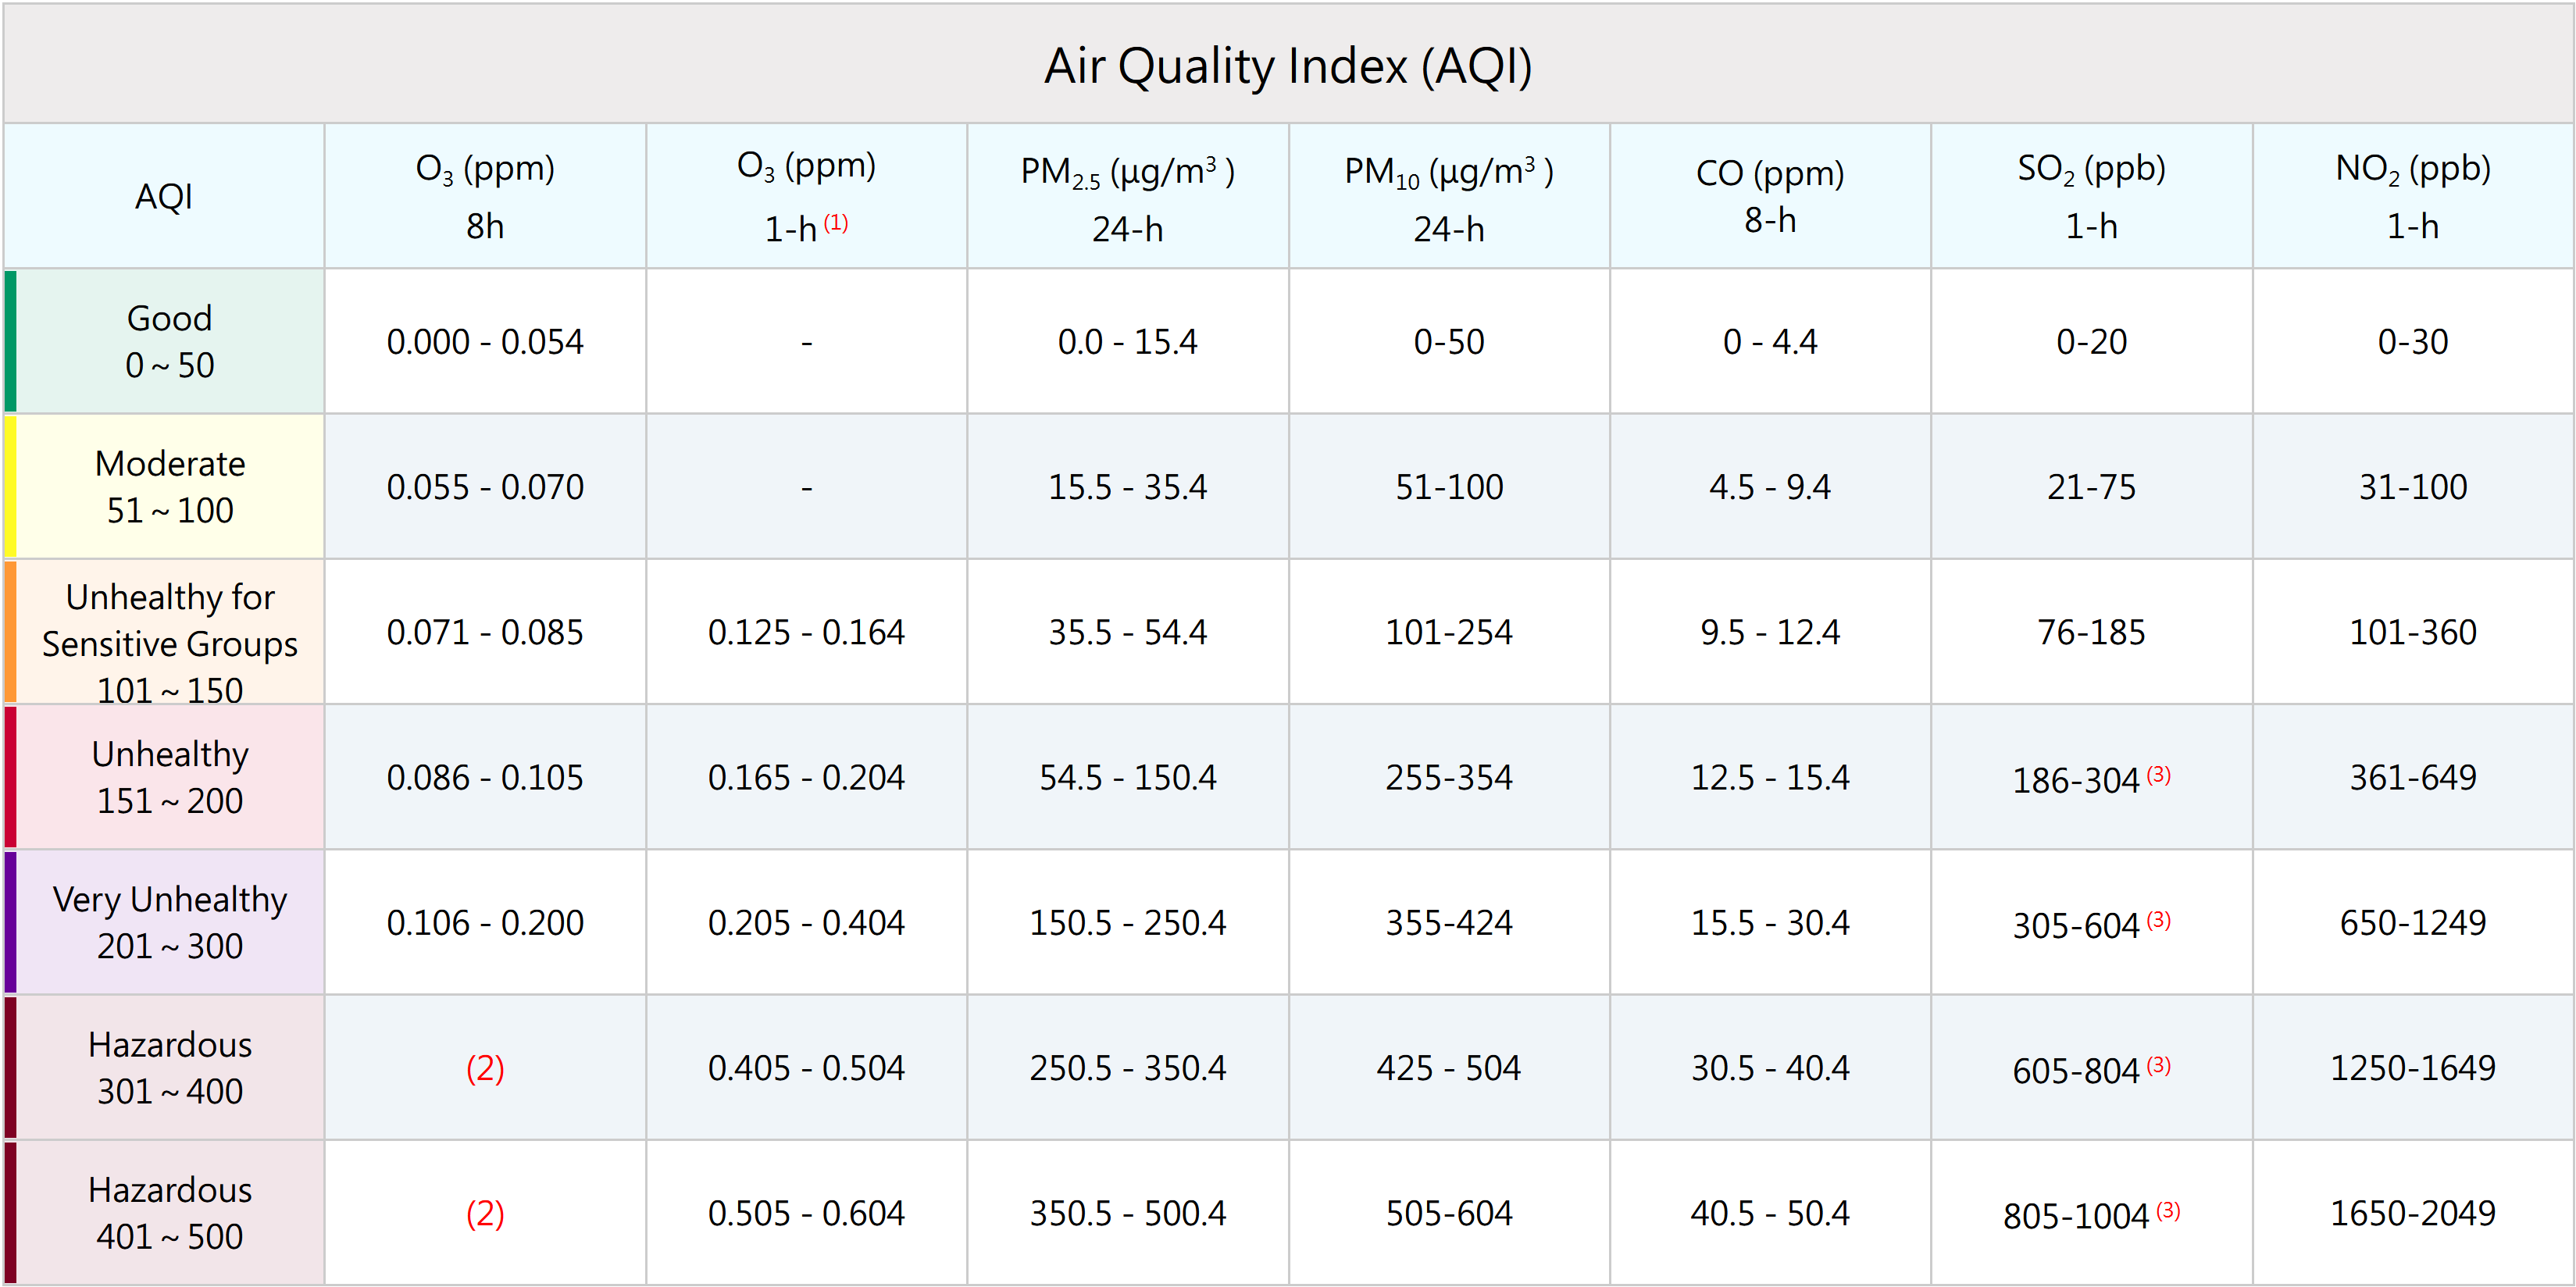 Air Quality Index (AQI)
AQI
O₃ (ppm)
8h
O₃ (ppm)
1-h (1)
PM₂.₅ (μg/m³ )
24-h
PM₁₀ (μg/m³ )
24-h
CO (ppm)
8-h
SO₂ (ppb)
1-h
NO₂ (ppb)
1-h
Good
0～50
0.000 - 0.054
-
0.0 - 15.4
0-50
0 - 4.4
0-20
0-30
Moderate
51～100
0.055 - 0.070
-
15.5 - 35.4
51-100
4.5 - 9.4
21-75
31-100
Unhealthy for
Sensitive Groups
101～150
0.071 - 0.085
0.125 - 0.164
35.5 - 54.4
101-254
9.5 - 12.4
76-185
101-360
Unhealthy
151～200
0.086 - 0.105
0.165 - 0.204
54.5 - 150.4
255-354
12.5 - 15.4
186-304 (3)
361-649
Very Unhealthy
201～300
0.106 - 0.200
0.205 - 0.404
150.5 - 250.4
355-424
15.5 - 30.4
305-604 (3)
650-1249
Hazardous
301～400
(2)
0.405 - 0.504
250.5 - 350.4
425 - 504
30.5 - 40.4
605-804 (3)
1250-1649
Hazardous
401～500
(2)
0.505 - 0.604
350.5 - 500.4
505-604
40.5 - 50.4
805-1004 (3)
1650-2049